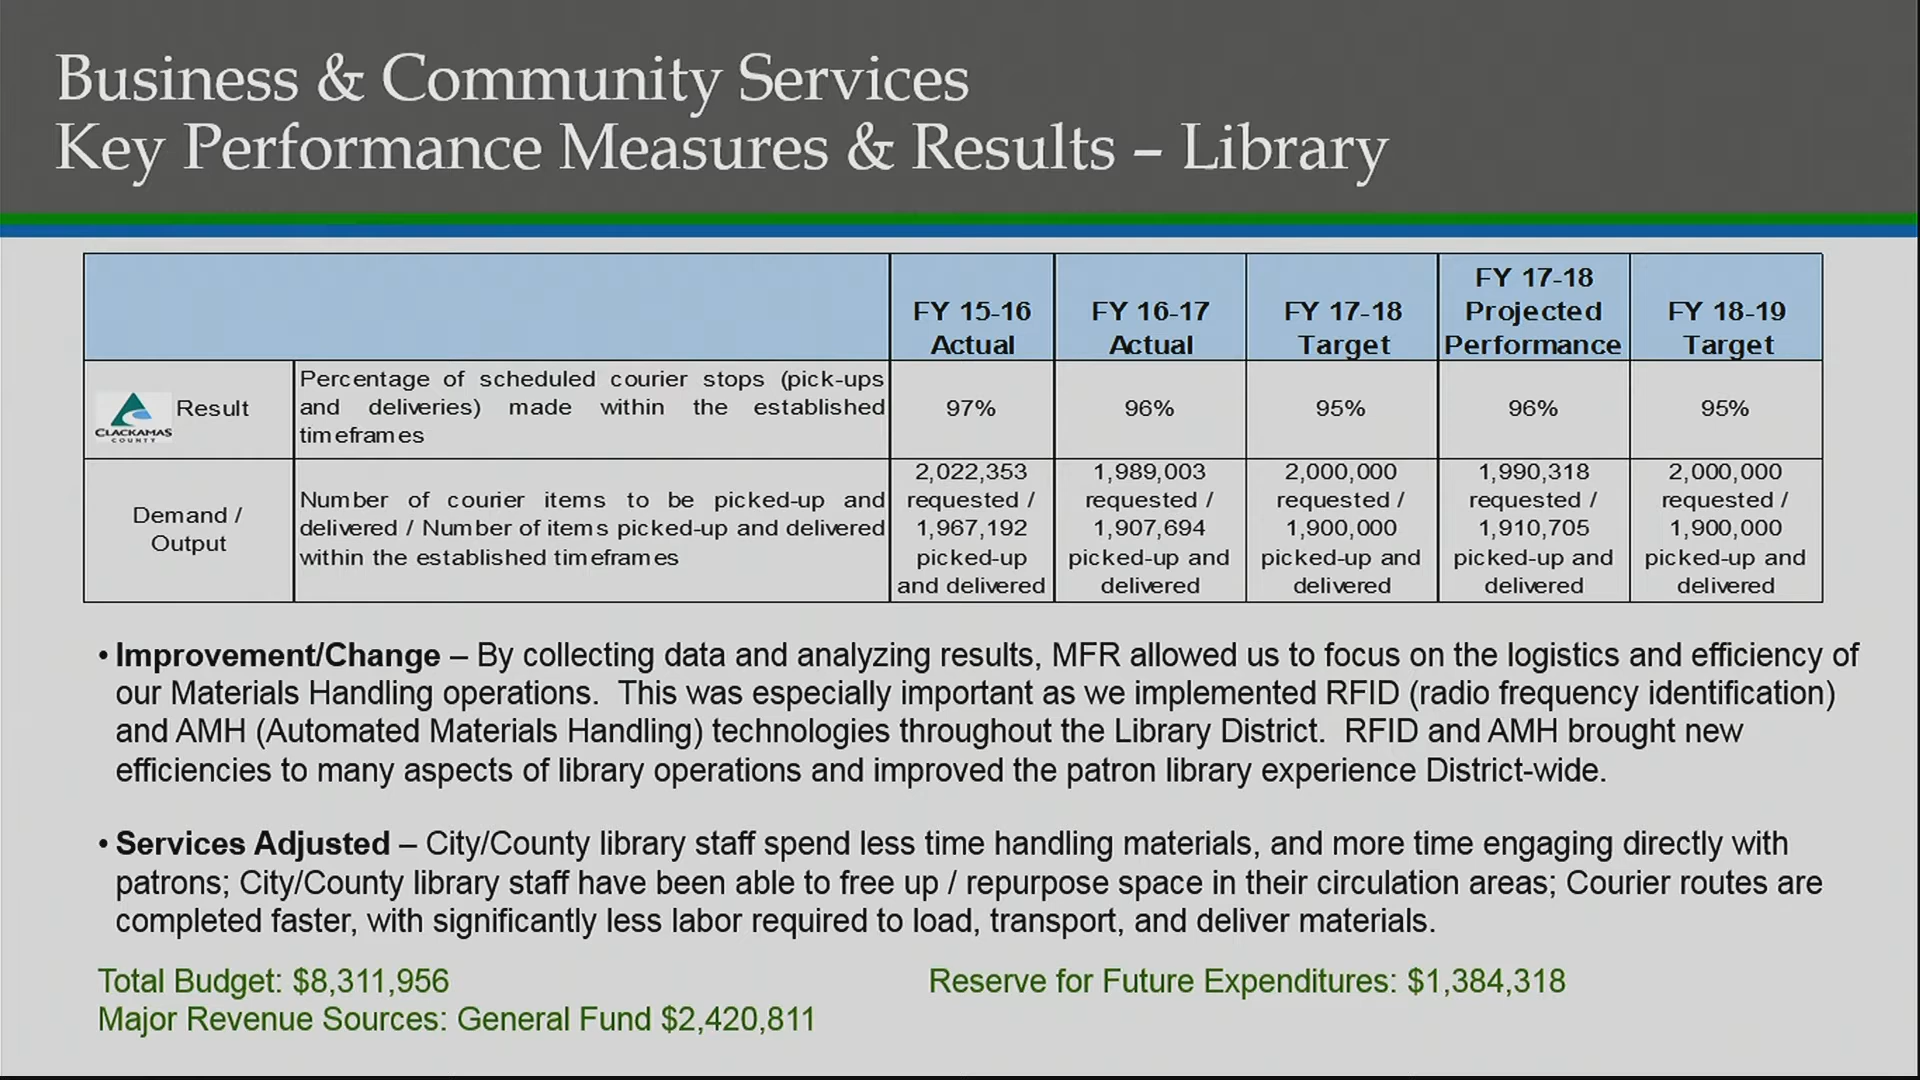 Business & Community Services
Key Performance Measures & Results – Library
FY 15-16
Actual
FY 16-17
Actual
FY 17-18
Target
FY 17-18
Projected
Performance
FY 18-19
Target
CLACKAMAS
COUNTY
Result
Percentage of scheduled courier stops (pick-ups
and deliveries) made within the established
timeframes
97%
96%
95%
96%
95%
Demand /
Output
Number of courier items to be picked-up and
delivered / Number of items picked-up and delivered
within the established timeframes
2,022,353
requested /
1,967,192
picked-up
and delivered
1,989,003
requested /
1,907,694
picked-up and
delivered
2,000,000
requested /
1,900,000
picked-up and
delivered
1,990,318
requested /
1,910,705
picked-up and
delivered
2,000,000
requested /
1,900,000
picked-up and
delivered
• Improvement/Change – By collecting data and analyzing results, MFR allowed us to focus on the logistics and efficiency of
our Materials Handling operations.  This was especially important as we implemented RFID (radio frequency identification)
and AMH (Automated Materials Handling) technologies throughout the Library District.  RFID and AMH brought new
efficiencies to many aspects of library operations and improved the patron library experience District-wide.
• Services Adjusted – City/County library staff spend less time handling materials, and more time engaging directly with
patrons; City/County library staff have been able to free up / repurpose space in their circulation areas; Courier routes are
completed faster, with significantly less labor required to load, transport, and deliver materials.
Total Budget: $8,311,956
Reserve for Future Expenditures: $1,384,318
Major Revenue Sources: General Fund $2,420,811